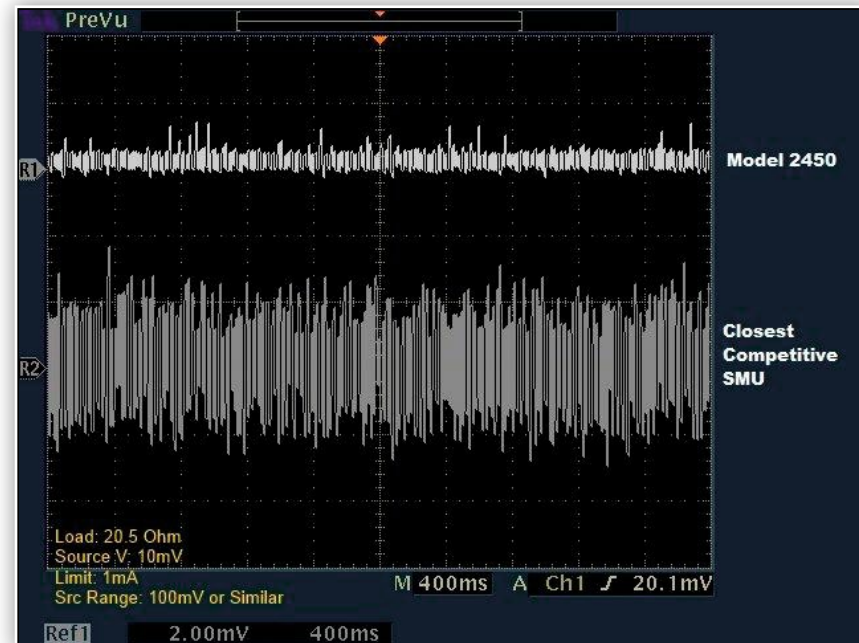 Tek PreVu
R1
Model 2450
Closest
Competitive
SMU
R2
Load: 20.5 Ohm
Source V: 10mV
Limit: 1mA
Src Range: 100mV or Similar
M 400ms A Ch1 20.1mV
Ref1 2.00mV 400ms